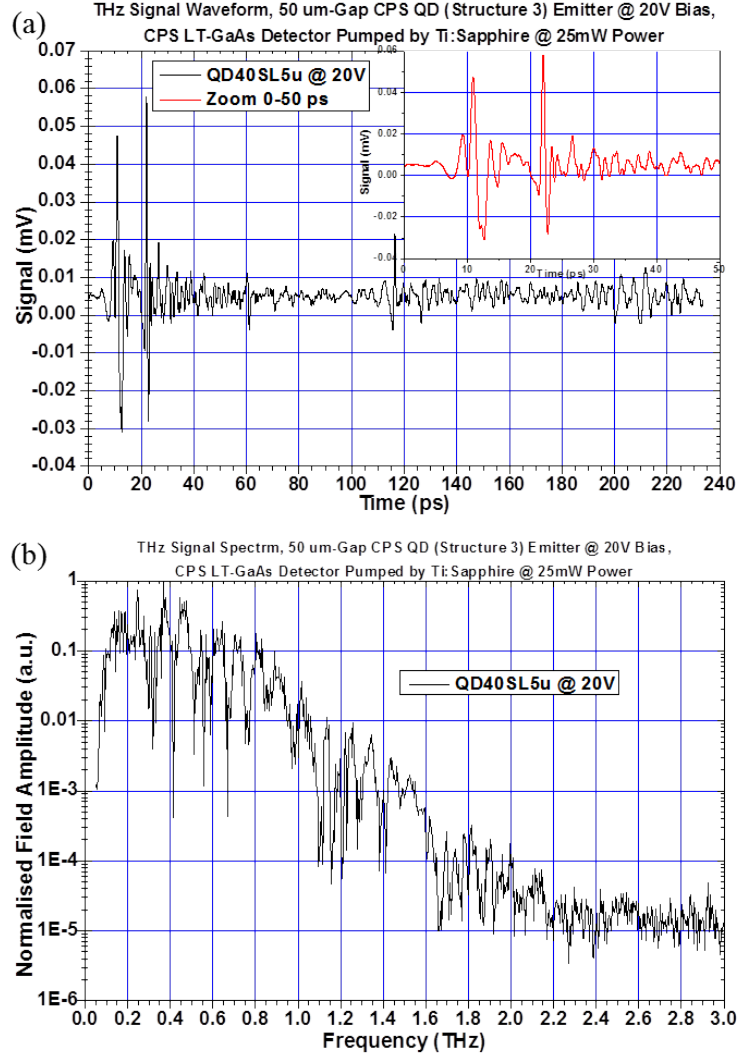 (a)
THz Signal Waveform, 50 um-Gap CPS QD (Structure 3) Emitter @ 20V Bias,
CPS LT-GaAs Detector Pumped by Ti:Sapphire @ 25mW Power
Signal (mV)
0.07
0.06
0.05
0.04
0.03
0.02
0.01
0.00
-0.01
-0.02
-0.03
-0.04
QD40SL5u @ 20V
Zoom 0-50 ps
Signal (mV)
0.06
0.04
0.02
0.00
-0.02
-0.04
0 10 20 30 40 50
Time (ps)
0 20 40 60 80 100 120 140 160 180 200 220 240
Time (ps)
(b)
THz Signal Spectrm, 50 um-Gap CPS QD (Structure 3) Emitter @ 20V Bias,
CPS LT-GaAs Detector Pumped by Ti:Sapphire @ 25mW Power
Normalised Field Amplitude (a.u.)
1
0.1
0.01
1E-3
1E-4
1E-5
1E-6
QD40SL5u @ 20V
0.0 0.2 0.4 0.6 0.8 1.0 1.2 1.4 1.6 1.8 2.0 2.2 2.4 2.6 2.8 3.0
Frequency (THz)